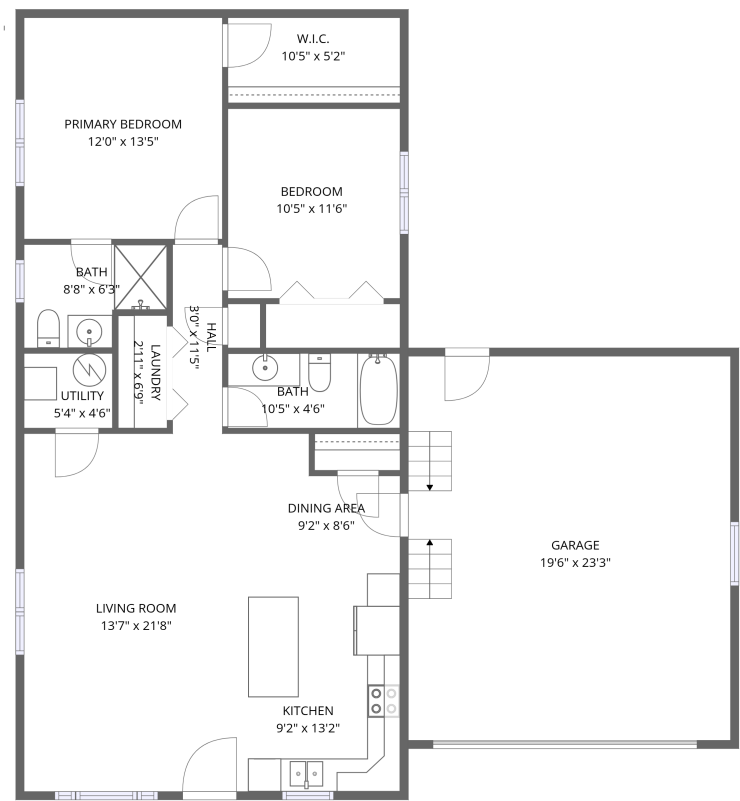 W.I.C.
10'5" x 5'2"
PRIMARY BEDROOM
12'0" x 13'5"
BEDROOM
10'5" x 11'6"
BATH
8'8" x 6'3"
HALL
3'0" x 11'5"
LAUNDRY
2'11" x 6'9"
UTILITY
5'4" x 4'6"
BATH
10'5" x 4'6"
DINING AREA
9'2" x 8'6"
GARAGE
19'6" x 23'3"
LIVING ROOM
13'7" x 21'8"
KITCHEN
9'2" x 13'2"